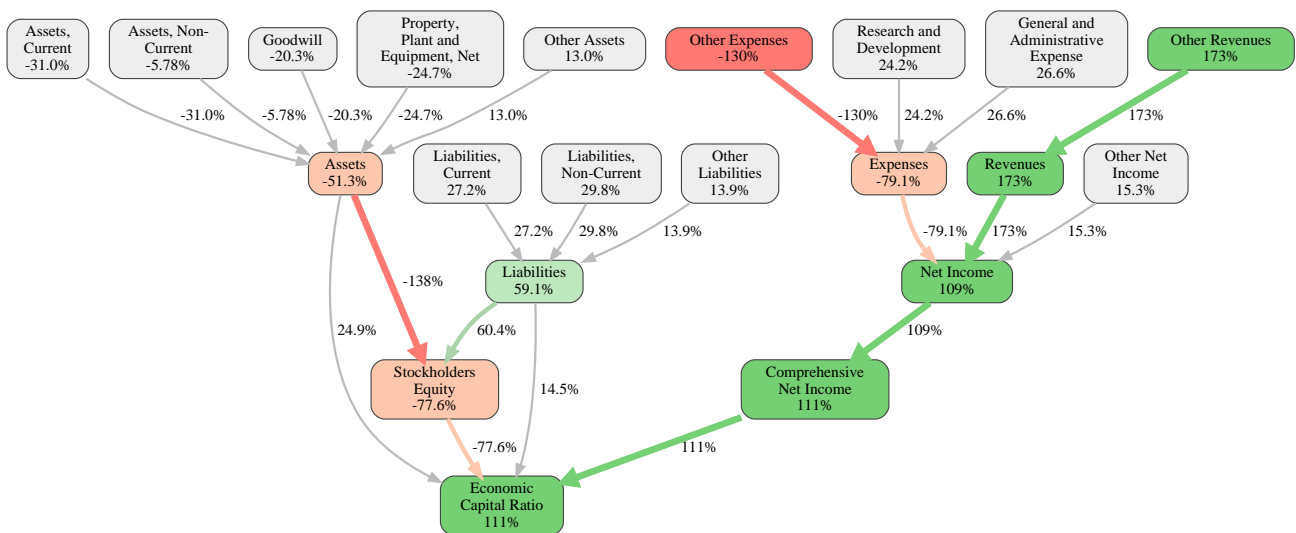 Assets,
Current
-31.0%
Assets, Non-
Current
-5.78%
Goodwill
-20.3%
Property,
Plant and
Equipment, Net
-24.7%
Other Assets
13.0%
Other Expenses
-130%
Research and
Development
24.2%
General and
Administrative
Expense
26.6%
Other Revenues
173%
-31.0%
-5.78%
-20.3%
-24.7%
13.0%
-130%
24.2%
26.6%
173%
Assets
-51.3%
Liabilities,
Current
27.2%
Liabilities,
Non-Current
29.8%
Other
Liabilities
13.9%
Expenses
-79.1%
Revenues
173%
Other Net
Income
15.3%
27.2%
29.8%
13.9%
-79.1%
173%
15.3%
-138%
Liabilities
59.1%
Net Income
109%
24.9%
60.4%
109%
Stockholders
Equity
-77.6%
14.5%
Comprehensive
Net Income
111%
-77.6%
111%
Economic
Capital Ratio
111%